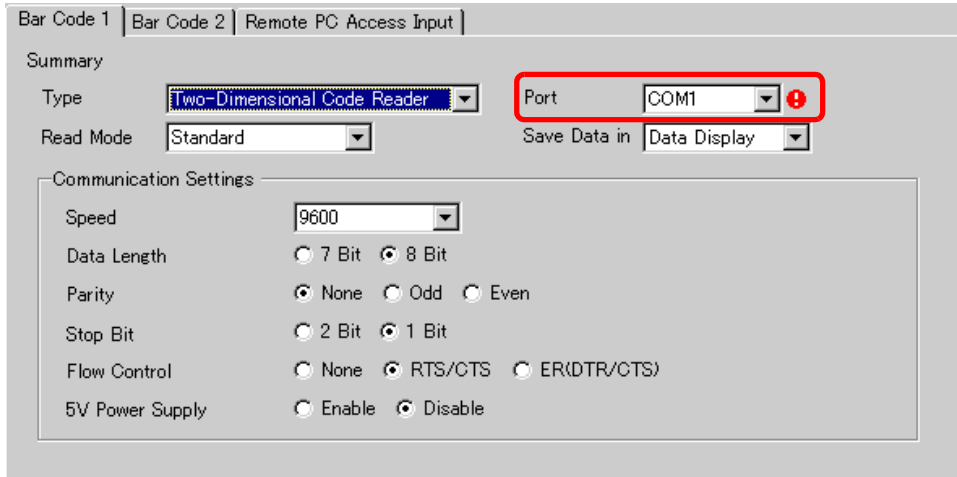 Bar Code 1 Bar Code 2 Remote PC Access Input
Summary
Type Two-Dimensional Code Reader Port COM1
Read Mode Standard Save Data in Data Display
Communication Settings
Speed 9600
Data Length 7 Bit 8 Bit
Parity None Odd Even
Stop Bit 2 Bit 1 Bit
Flow Control None RTS/CTS ER(DTR/CTS)
5V Power Supply Enable Disable